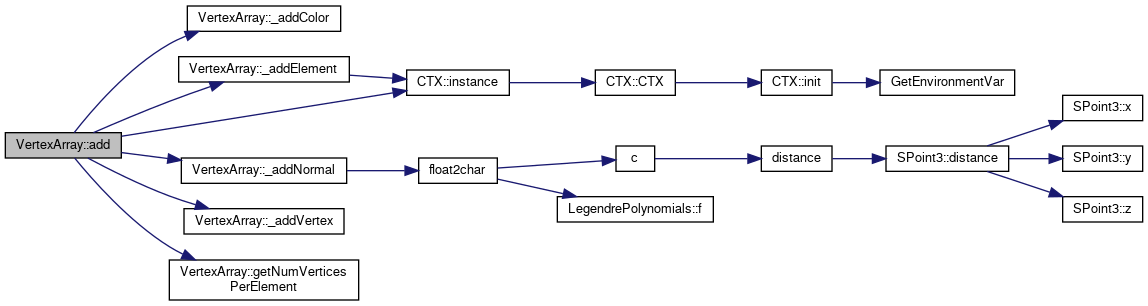 VertexArray::add
VertexArray::_addColor
VertexArray::_addElement
CTX::instance
CTX::CTX
CTX::init
GetEnvironmentVar
VertexArray::_addNormal
float2char
c
distance
SPoint3::distance
SPoint3::x
SPoint3::y
SPoint3::z
LegendrePolynomials::f
VertexArray::_addVertex
VertexArray::getNumVertices
PerElement